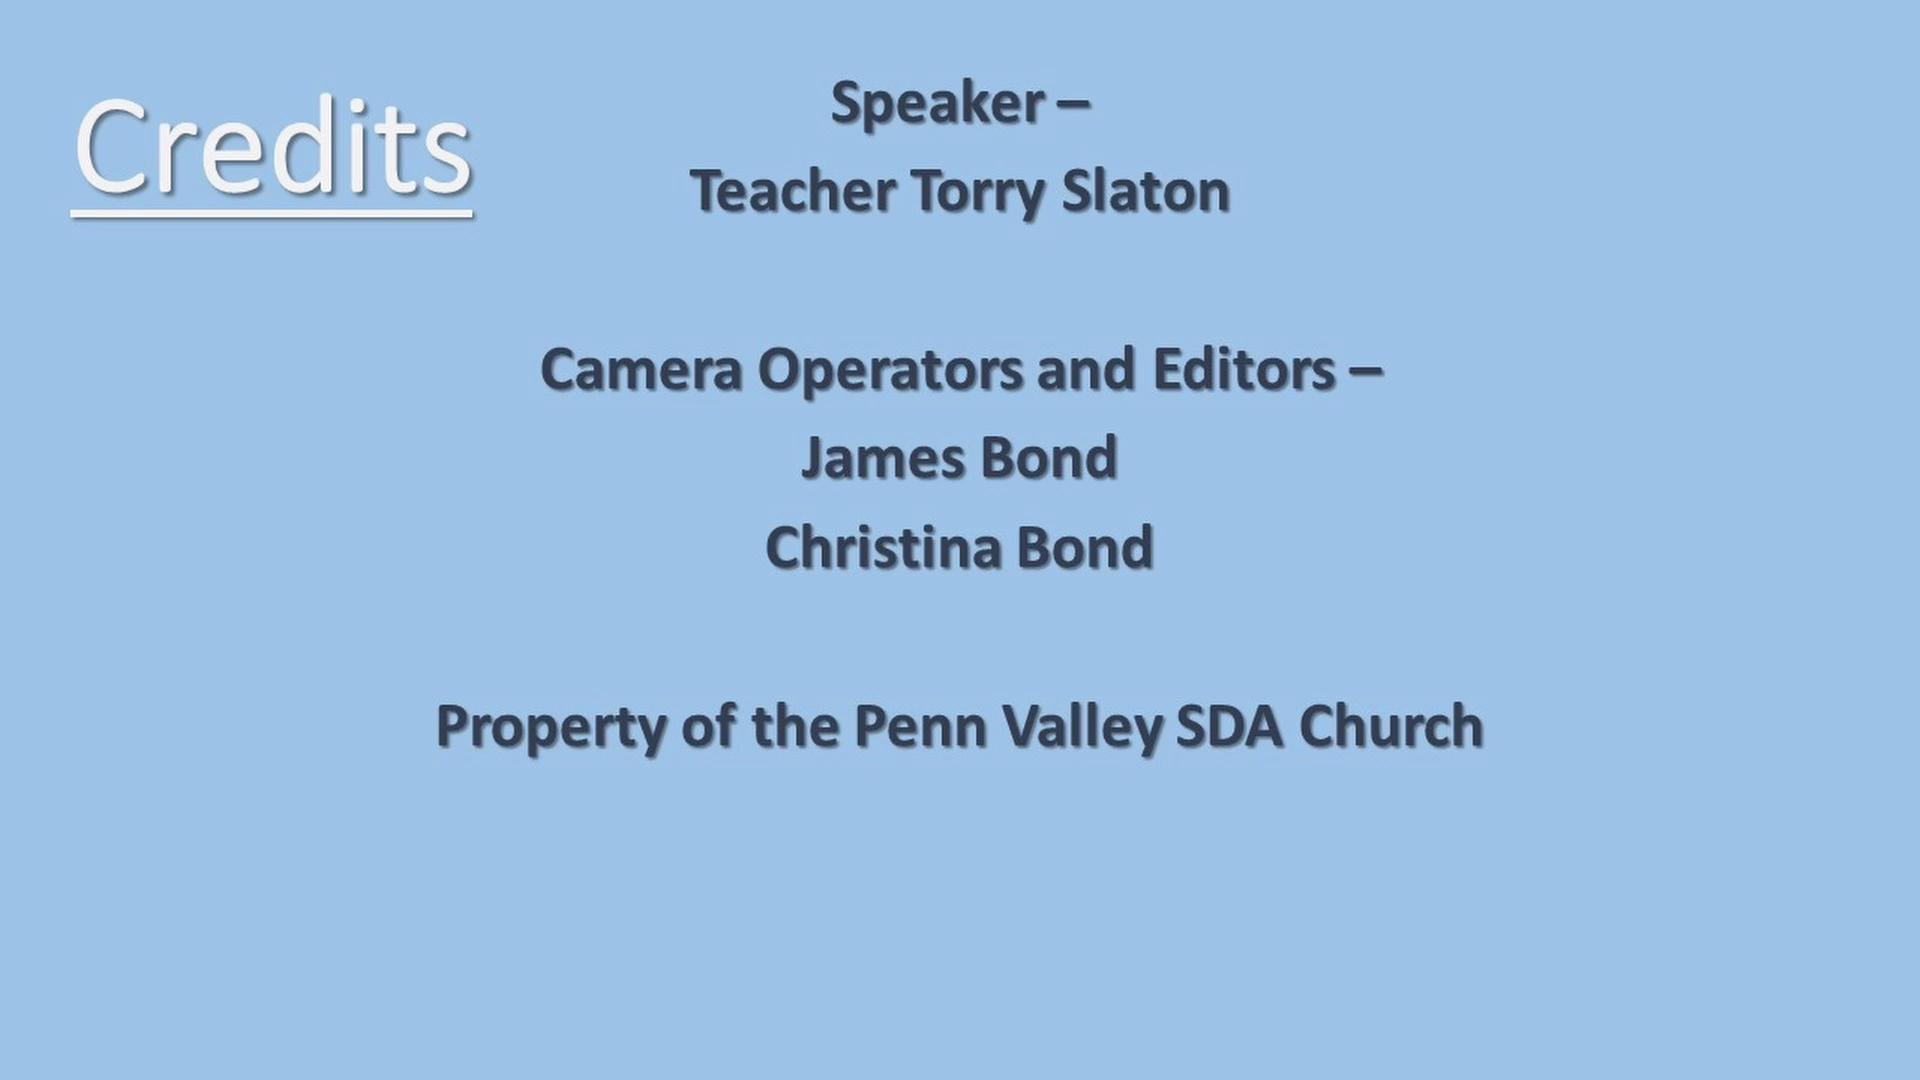 Credits
Speaker –
Teacher Torry Slaton
Camera Operators and Editors –
James Bond
Christina Bond
Property of the Penn Valley SDA Church